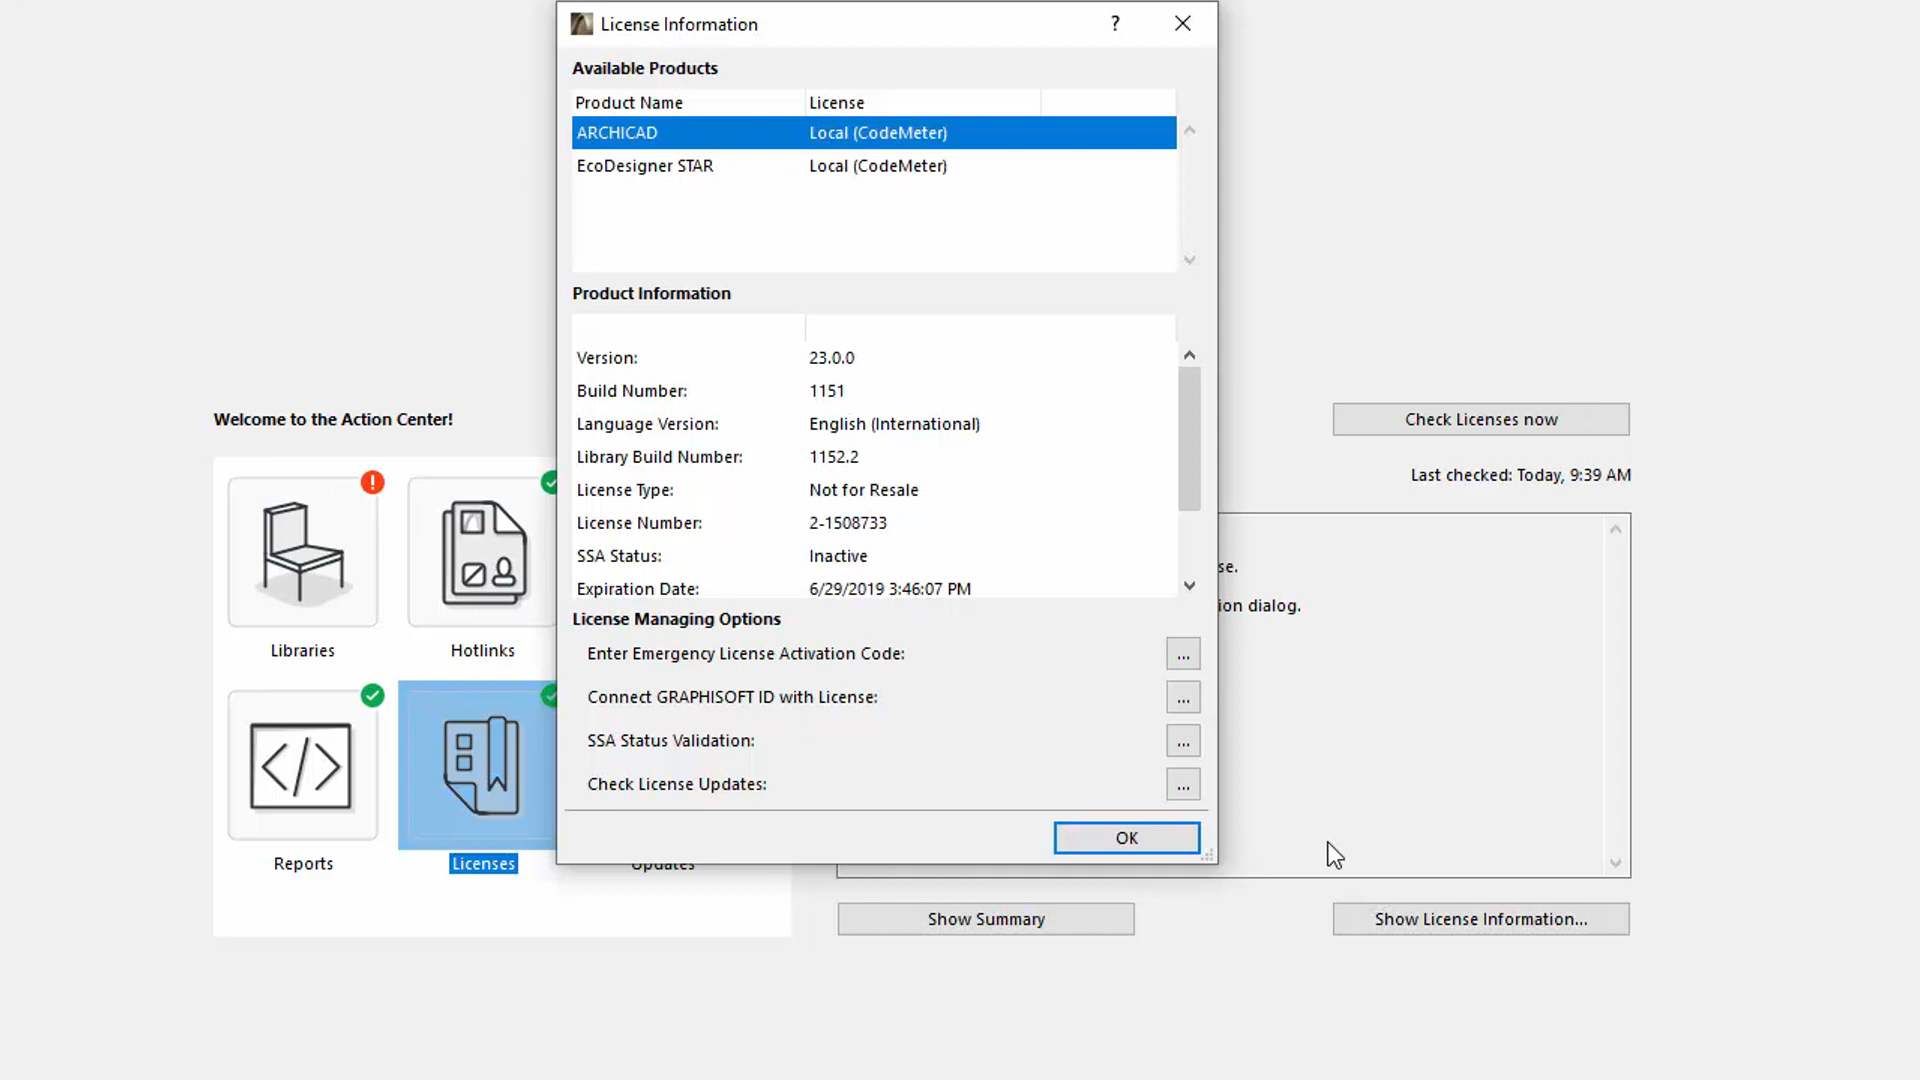 License Information
?
Available Products
Product Name License
ARCHICAD Local (CodeMeter)
EcoDesigner STAR Local (CodeMeter)
Product Information
Version: 23.0.0
Build Number: 1151
Language Version: English (International)
Library Build Number: 1152.2
License Type: Not for Resale
License Number: 2-1508733
SSA Status: Inactive
Expiration Date: 6/29/2019 3:46:07 PM
License Managing Options
Enter Emergency License Activation Code: ...
Connect GRAPHISOFT ID with License: ...
SSA Status Validation: ...
Check License Updates: ...
OK
Welcome to the Action Center!
Libraries
Hotlinks
Reports
Licenses
Updates
Check Licenses now
Last checked: Today, 9:39 AM
se.
ion dialog.
Show Summary
Show License Information...